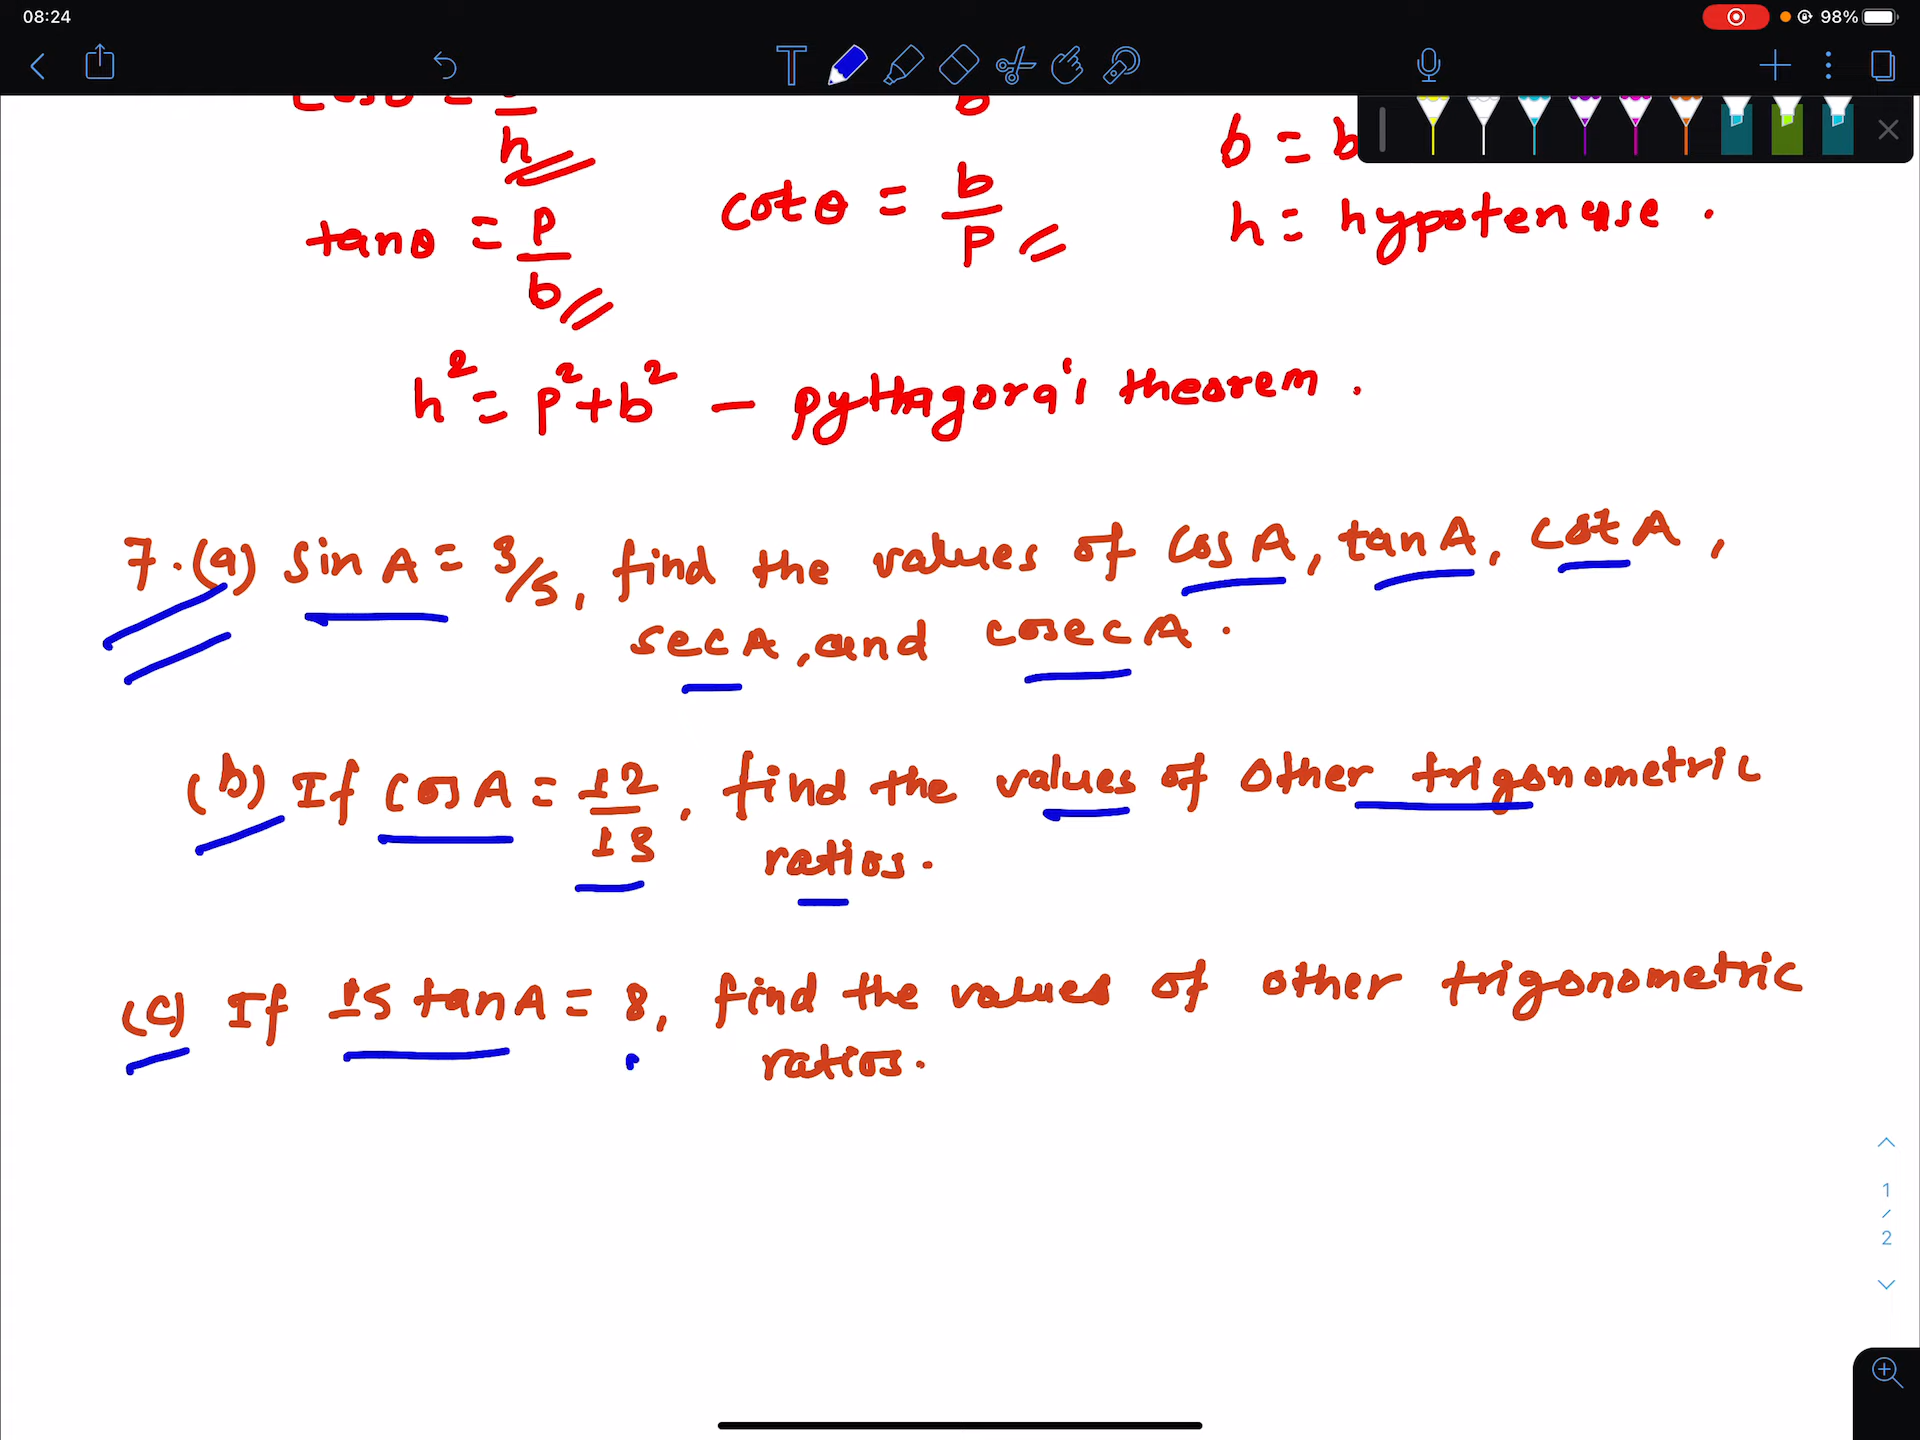 08:24
98%
h
b = b
tanθ = p/b
cotθ = b/p
h = hypotenuse .
h² = p²+b² – pythagora's theorem .
7.(a) sin A = 3/5, find the values of cos A, tan A, cot A,
sec A, and cosec A .
(b) If cos A = 12/13, find the values of other trigonometric
ratios.
(c) If 15 tan A = 8, find the values of other trigonometric
ratios.
1
/
2